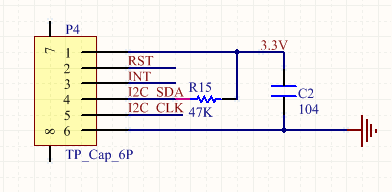 P4
7
1
3.3V
2
RST
3
INT
4
I2C_SDA
R15
47K
5
I2C_CLK
C2
104
8
6
TP_Cap_6P